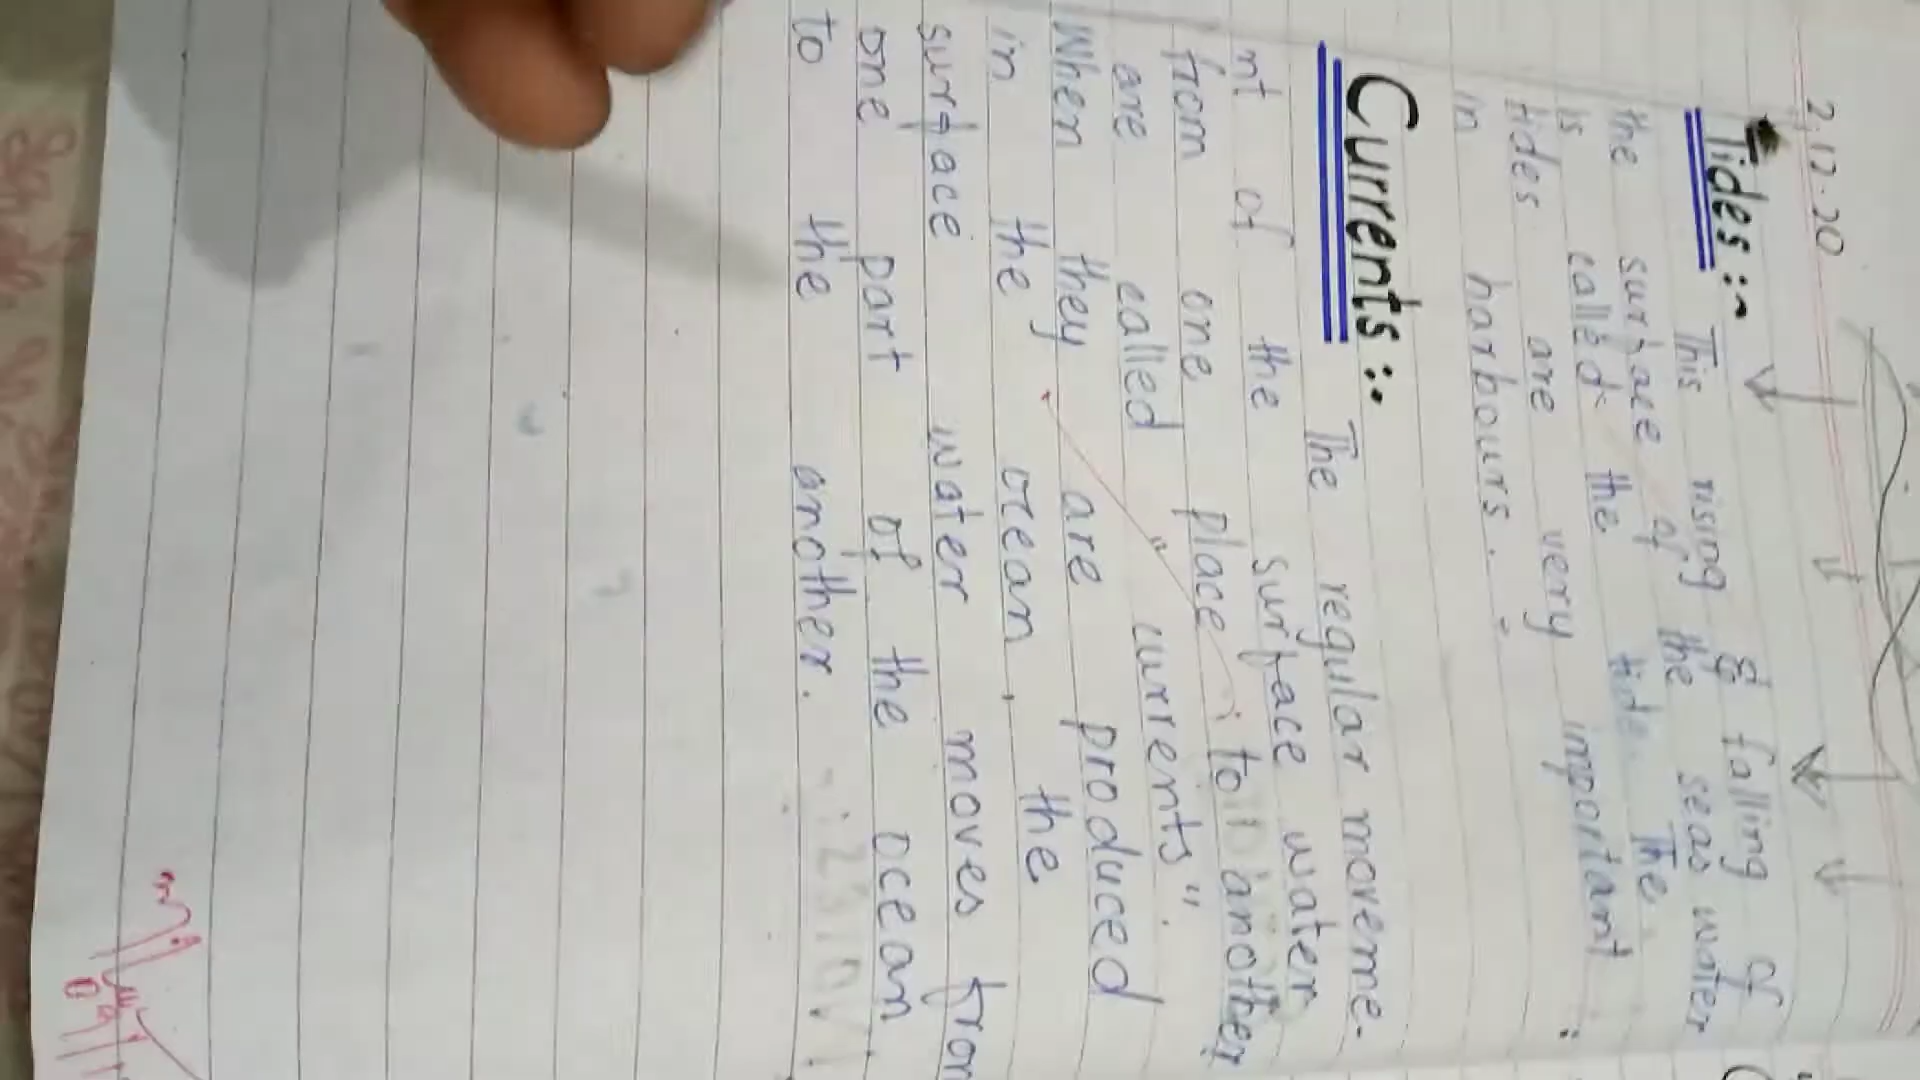 2.12.20
Tides :-
This rising & falling of
the surface of the seas water
is called the tide. The
tides are very important
in harbours.
Currents :-
The regular moveme-
nt of the surface water
from one place to another
are called currents".
When they are produced
in the ocean, the
surface water moves from
one part of the ocean
to the another.